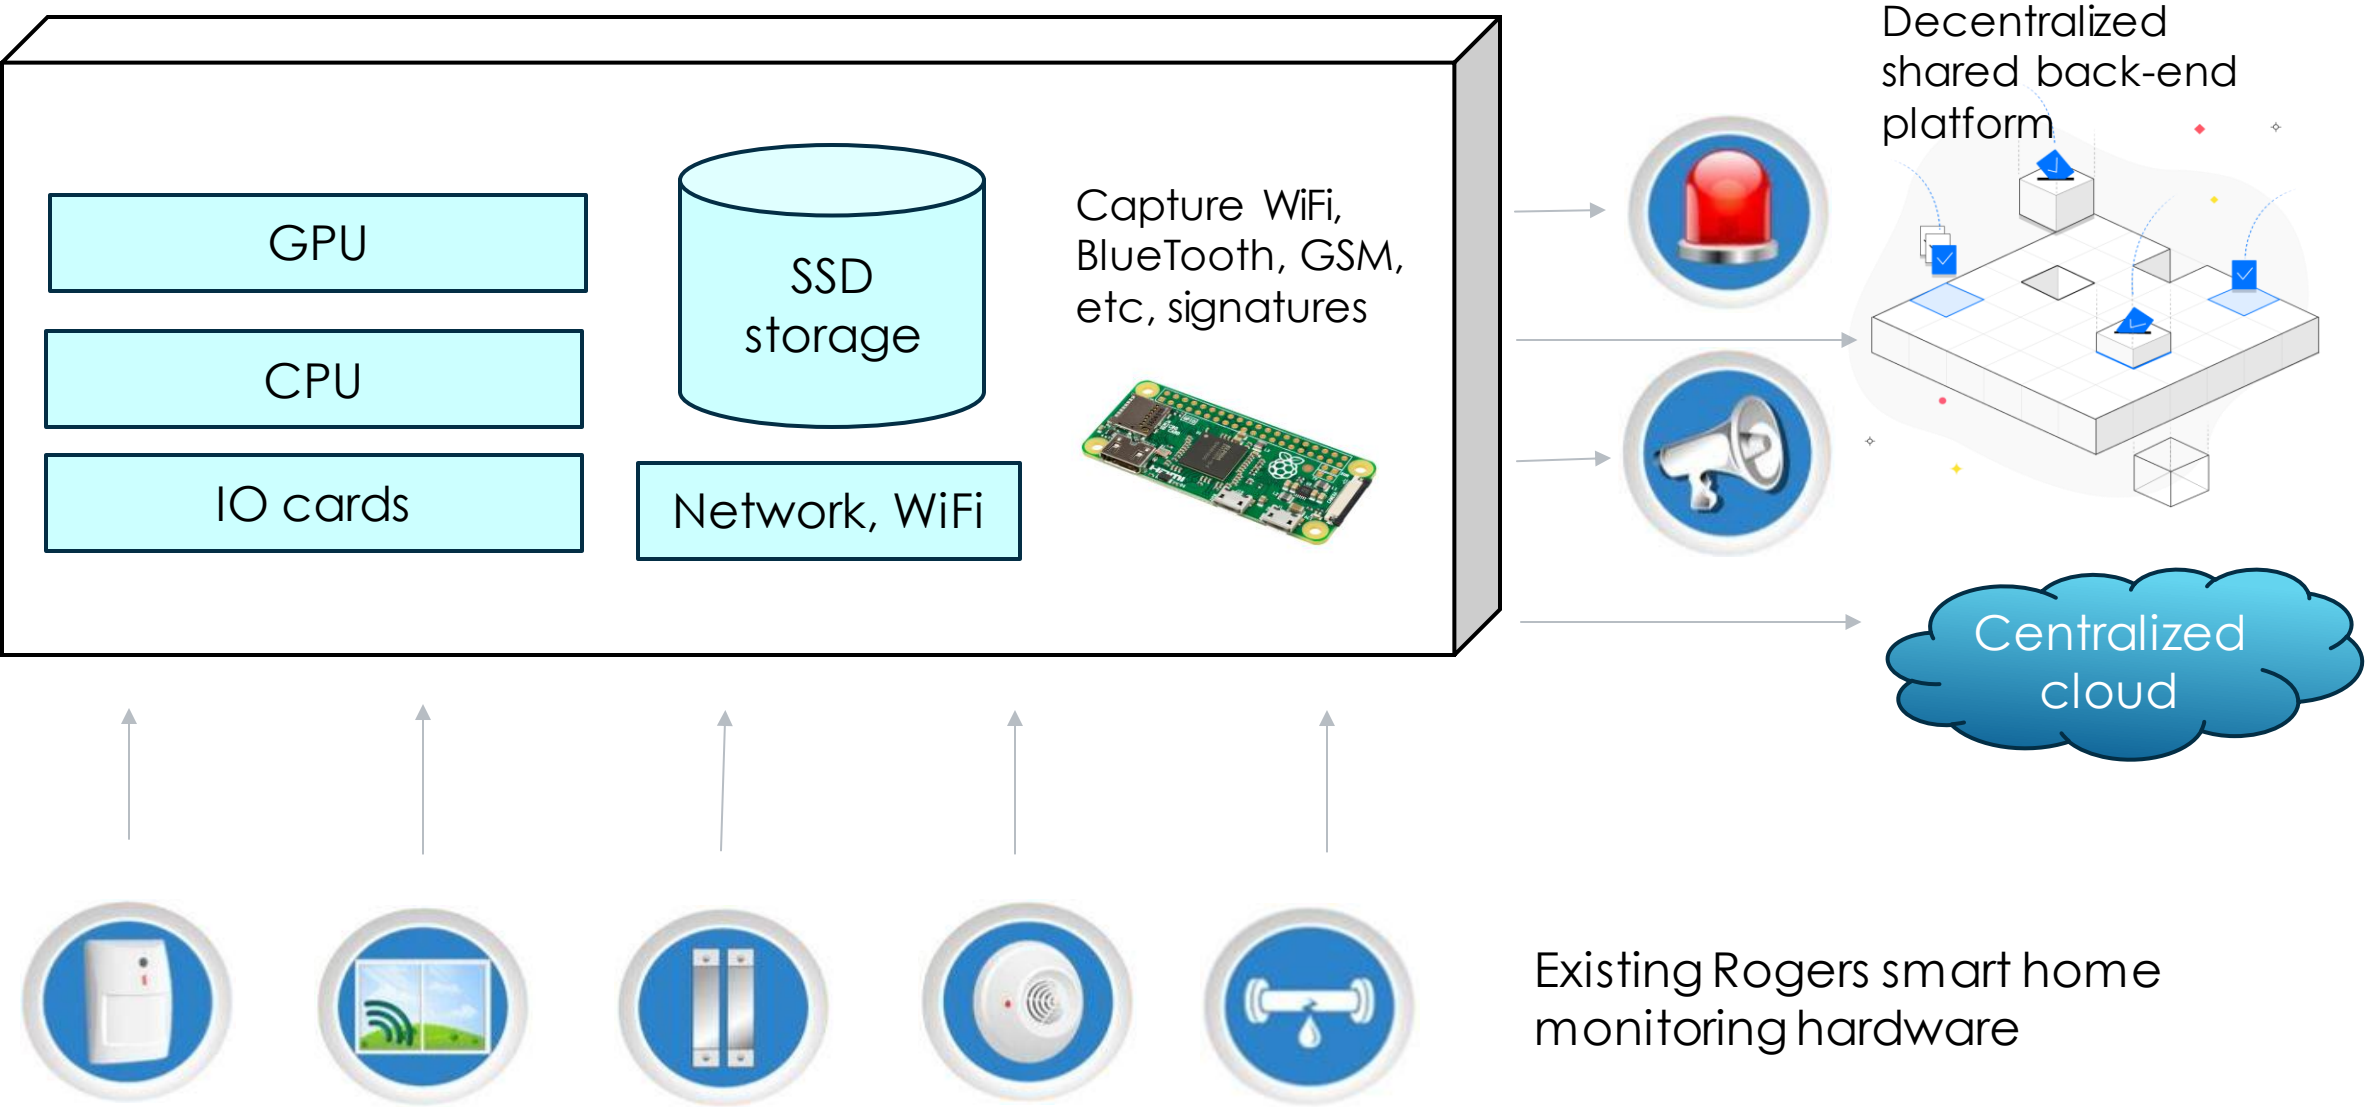 Decentralized
shared back-end
platform
GPU
CPU
IO cards
SSD
storage
Network, WiFi
Capture WiFi,
BlueTooth, GSM,
etc, signatures
Centralized
cloud
Existing Rogers smart home
monitoring hardware